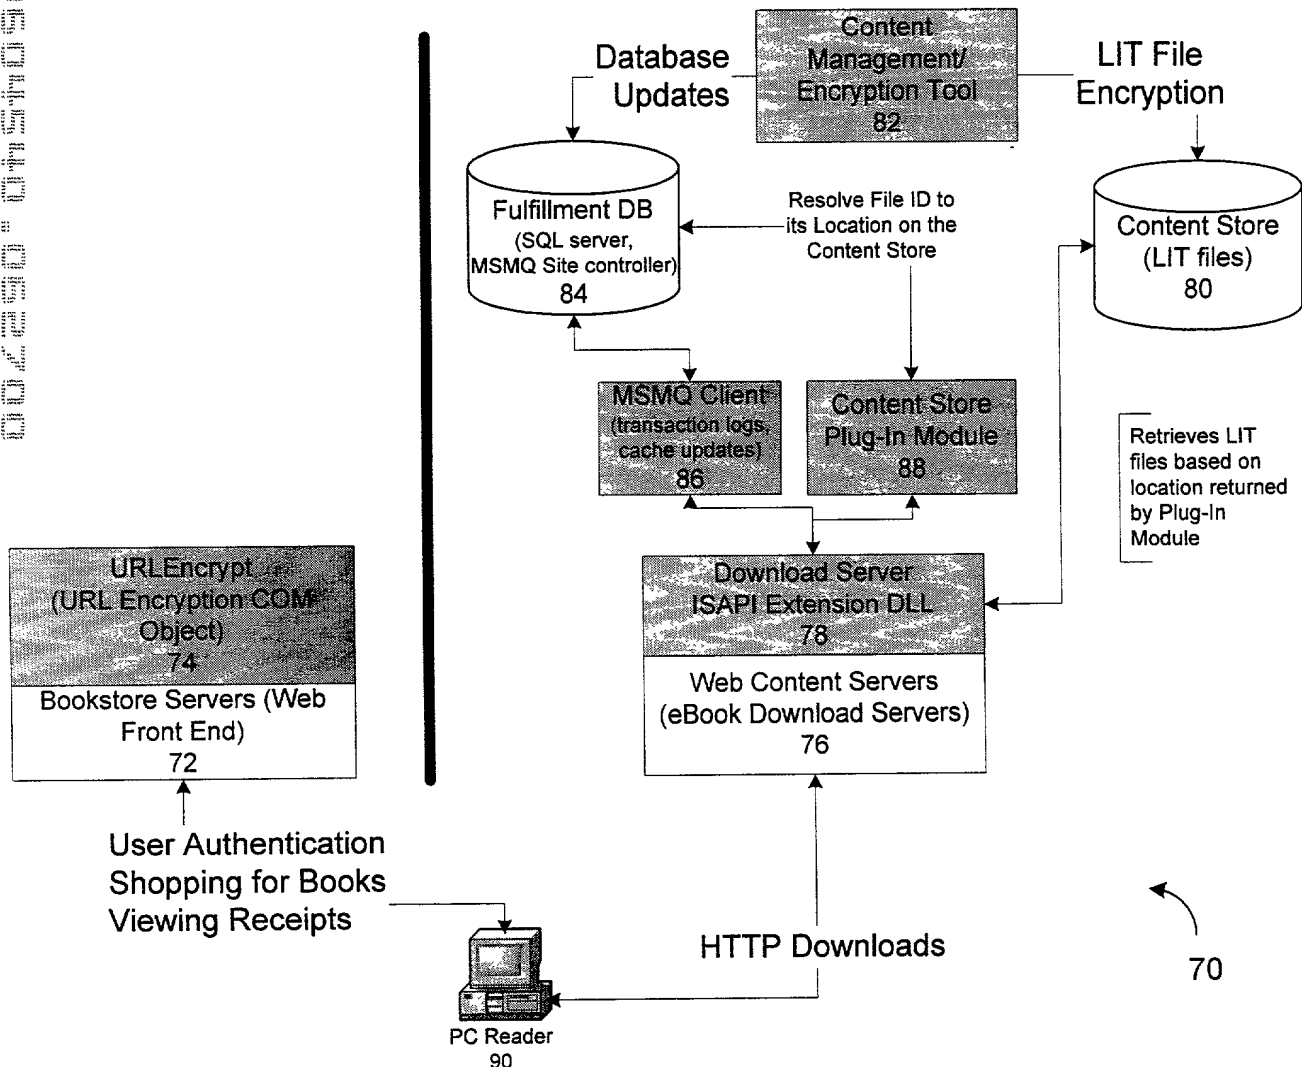 Database
Updates
Content
Management/
Encryption Tool
82
LIT File
Encryption
Fulfillment DB
(SQL server,
MSMQ Site controller)
84
Resolve File ID to
its Location on the
Content Store
Content Store
(LIT files)
80
MSMQ Client
(transaction logs,
cache updates)
86
Content Store
Plug-In Module
88
Retrieves LIT
files based on
location returned
by Plug-In
Module
URLEncrypt
(URL Encryption COM
Object)
74
Bookstore Servers (Web
Front End)
72
Download Server
ISAPI Extension DLL
78
Web Content Servers
(eBook Download Servers)
76
User Authentication
Shopping for Books
Viewing Receipts
HTTP Downloads
70
PC Reader
90